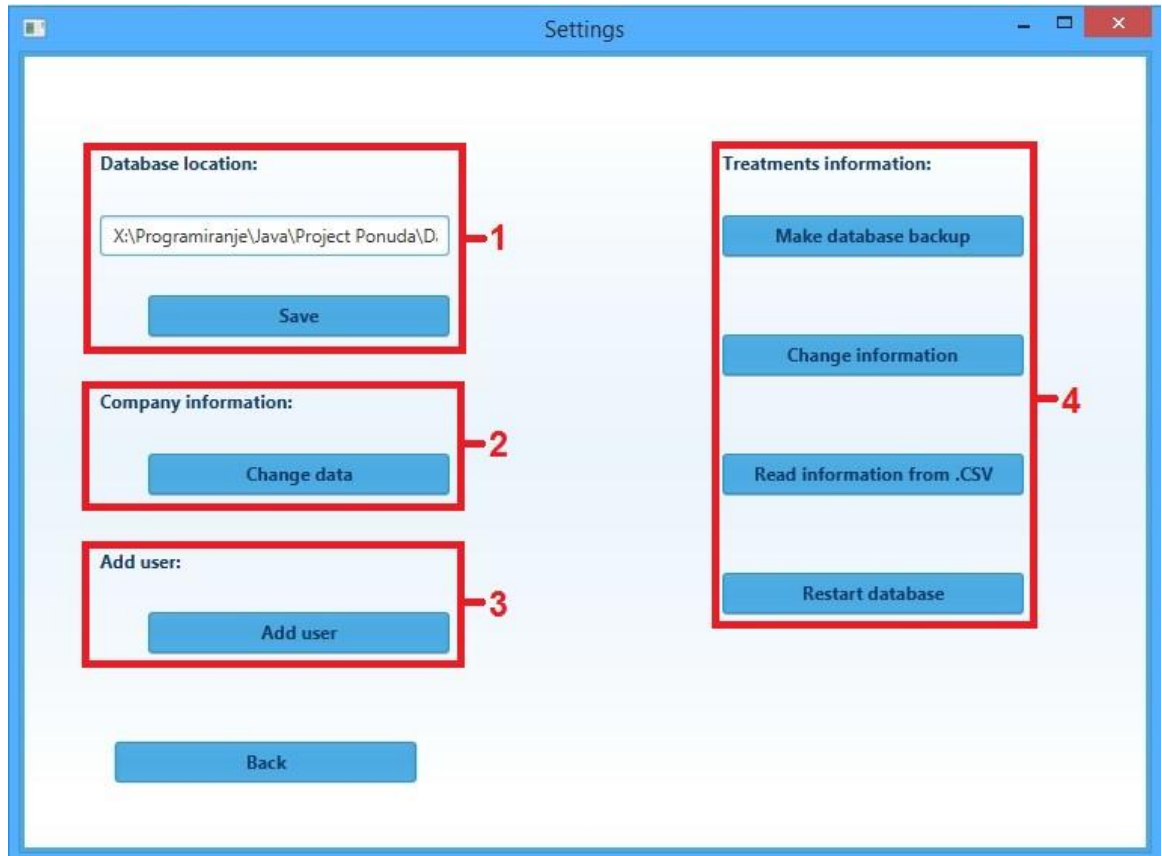 Settings
Database location:
X:\Programiranje\Java\Project Ponuda\D
1
Save
Company information:
2
Change data
Add user:
3
Add user
Back
Treatments information:
Make database backup
Change information
4
Read information from .CSV
Restart database